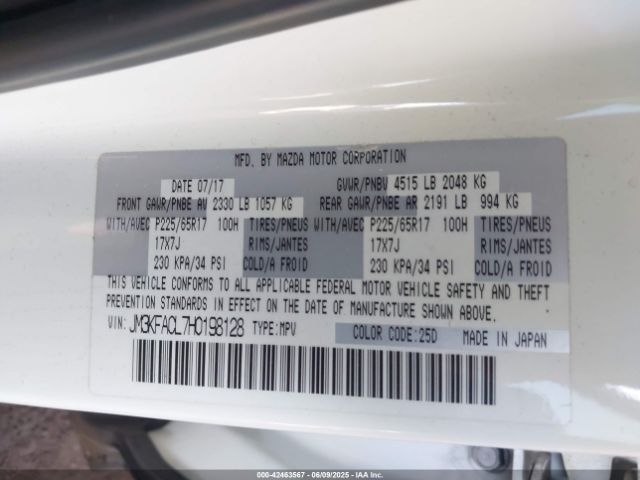 MFD. BY MAZDA MOTOR CORPORATION
DATE 07/17 GVWR/PNBV 4515 LB 2048 KG
FRONT GAWR/PNBE AV 2330 LB 1057 KG REAR GAWR/PNBE AR 2191 LB 994 KG
WITH/AVEC P225/65R17 100H TIRES/PNEUS WITH/AVEC P225/65R17 100H TIRES/PNEUS
17X7J RIMS/JANTES 17X7J RIMS/JANTES
230 KPA/34 PSI COLD/A FROID 230 KPA/34 PSI COLD/A FROID
THIS VEHICLE CONFORMS TO ALL APPLICABLE FEDERAL MOTOR VEHICLE SAFETY AND THEFT
PREVENTION STANDARDS IN EFFECT ON THE DATE OF MANUFACTURE SHOWN ABOVE.
VIN: JM3KFACL7H0198128 TYPE:MPV COLOR CODE:25D MADE IN JAPAN
000-42463567 - 06/09/2025 - IAAI.COM